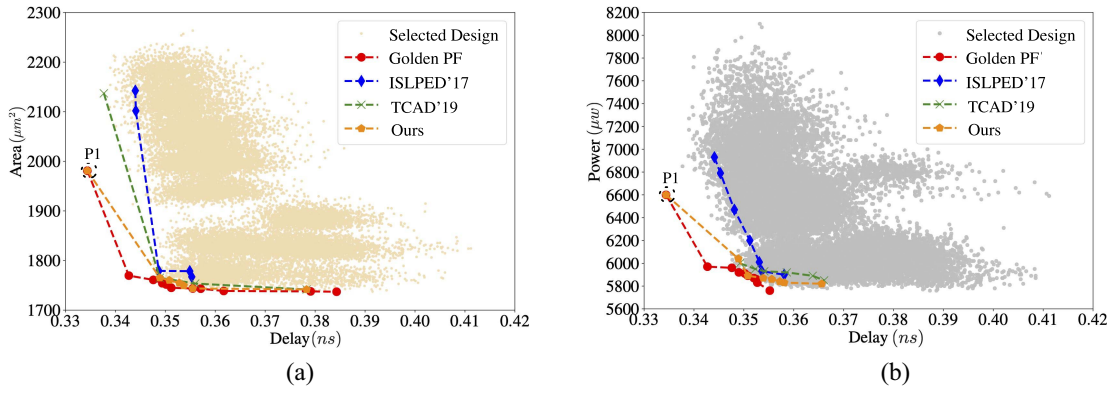 2300
2200
2100
2000
1900
1800
1700
Area (μm²)
Selected Design
Golden PF
ISLPED'17
TCAD'19
Ours
P1
0.33 0.34 0.35 0.36 0.37 0.38 0.39 0.40 0.41 0.42
Delay(ns)
(a)
8200
8000
7800
7600
7400
7200
7000
6800
6600
6400
6200
6000
5800
5600
Power (μw)
Selected Design
Golden PF'
ISLPED'17
TCAD'19
Ours
P1
0.33 0.34 0.35 0.36 0.37 0.38 0.39 0.40 0.41 0.42
Delay (ns)
(b)